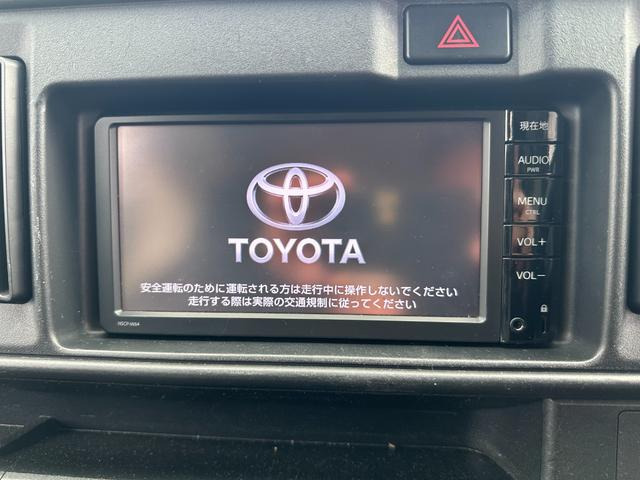 現在地
AUDIO
PWR
MENU
CTRL
VOL+
VOL−
TOYOTA
安全運転のために運転される方は走行中に操作しないでください
走行する際は実際の交通規制に従ってください
NSCP-W64